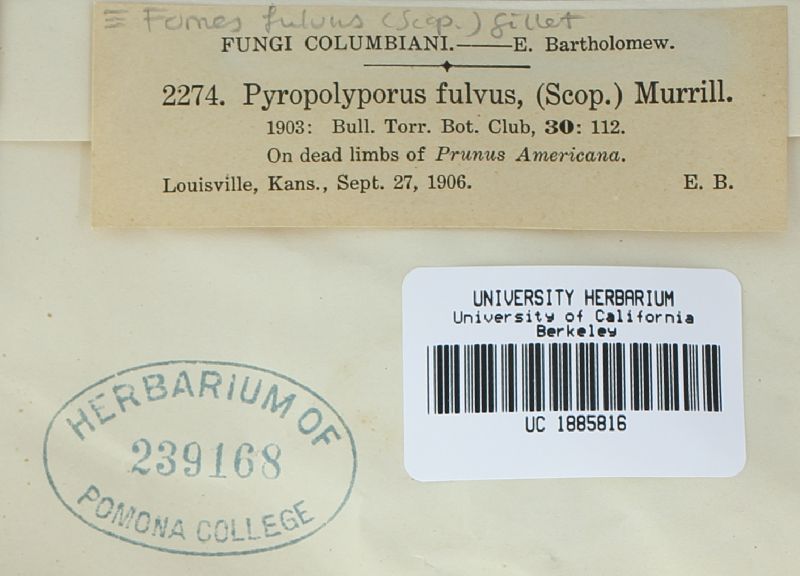 ≡ Fomes fulvus (Scop.) Gillet
FUNGI COLUMBIANI.——E. Bartholomew.
2274. Pyropolyporus fulvus, (Scop.) Murrill.
1903: Bull. Torr. Bot. Club, 30: 112.
On dead limbs of Prunus Americana.
Louisville, Kans., Sept. 27, 1906. E. B.
UNIVERSITY HERBARIUM
University of California
Berkeley
UC 1885816
HERBARIUM OF
239168
POMONA COLLEGE